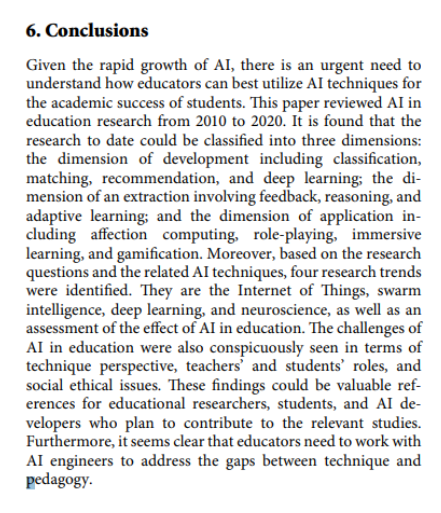 6. Conclusions
Given the rapid growth of AI, there is an urgent need to
understand how educators can best utilize AI techniques for
the academic success of students. This paper reviewed AI in
education research from 2010 to 2020. It is found that the
research to date could be classified into three dimensions:
the dimension of development including classification,
matching, recommendation, and deep learning; the di-
mension of an extraction involving feedback, reasoning, and
adaptive learning; and the dimension of application in-
cluding affection computing, role-playing, immersive
learning, and gamification. Moreover, based on the research
questions and the related AI techniques, four research trends
were identified. They are the Internet of Things, swarm
intelligence, deep learning, and neuroscience, as well as an
assessment of the effect of AI in education. The challenges of
AI in education were also conspicuously seen in terms of
technique perspective, teachers' and students' roles, and
social ethical issues. These findings could be valuable ref-
erences for educational researchers, students, and AI de-
velopers who plan to contribute to the relevant studies.
Furthermore, it seems clear that educators need to work with
AI engineers to address the gaps between technique and
pedagogy.